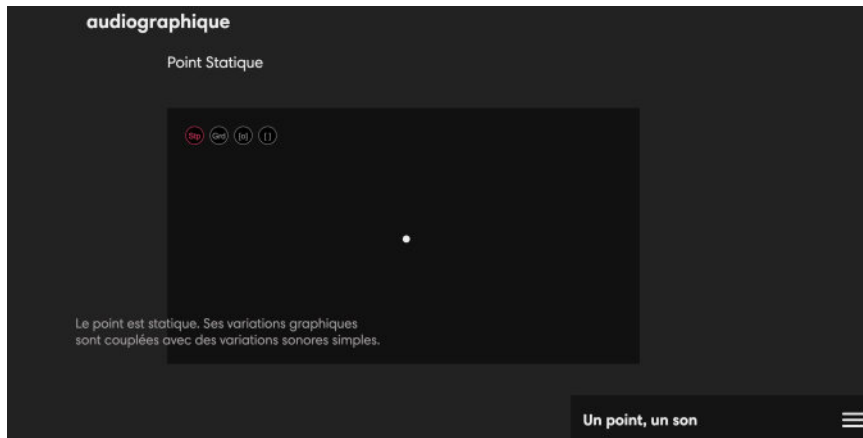 audiographique
Point Statique
Stp Grd [o] [ ]
Le point est statique. Ses variations graphiques
sont couplées avec des variations sonores simples.
Un point, un son